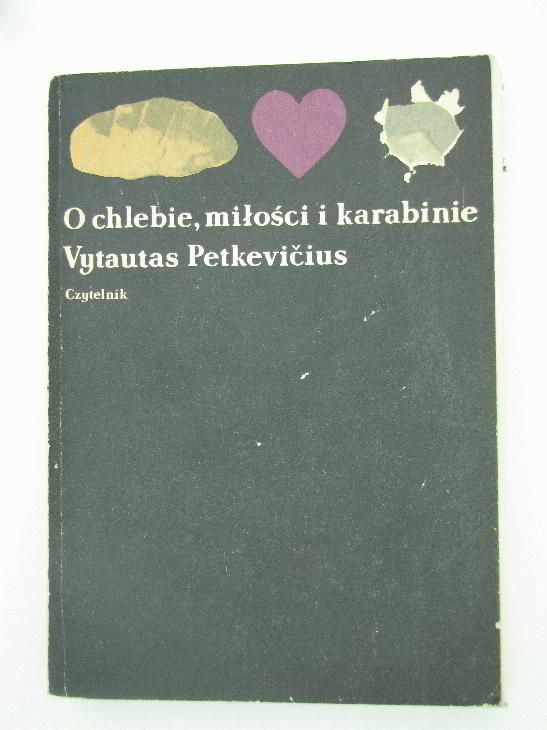 O chlebie, miłości i karabinie
Vytautas Petkevičius
Czytelnik